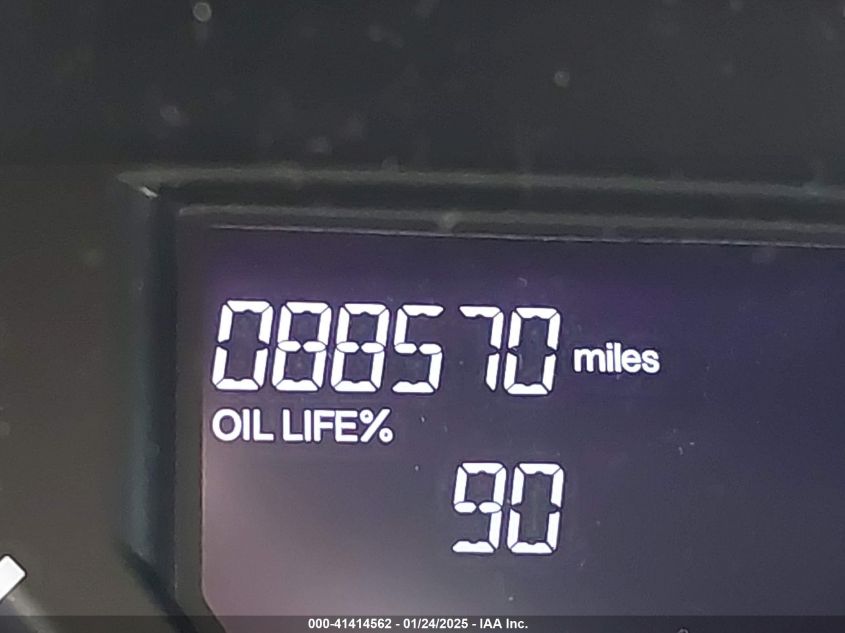 088570 miles
OIL LIFE%
90
000-41414562 - 01/24/2025 - IAA Inc.